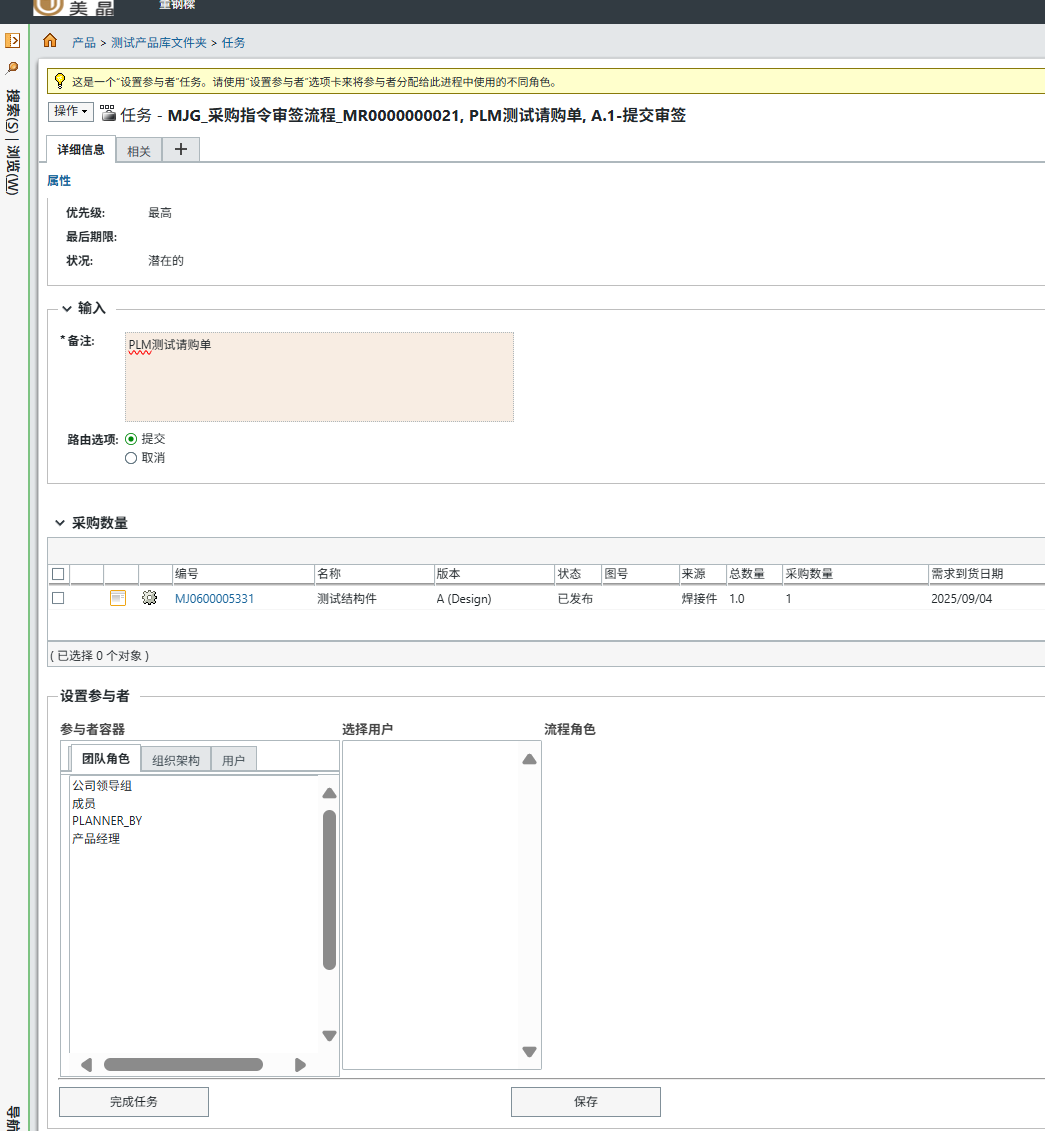 美晶
董钢樑
产品 > 测试产品库文件夹 > 任务
搜索(S) | 浏览(W)
这是一个“设置参与者”任务。请使用“设置参与者”选项卡来将参与者分配给此进程中使用的不同角色。
操作 任务 - MJG_采购指令审签流程_MR0000000021, PLM测试请购单, A.1-提交审签
详细信息 相关 +
属性
优先级: 最高
最后期限:
状况: 潜在的
输入
*备注: PLM测试请购单
路由选项: 提交
取消
采购数量
编号 名称 版本 状态 图号 来源 总数量 采购数量 需求到货日期
MJ0600005331 测试结构件 A (Design) 已发布 焊接件 1.0 1 2025/09/04
( 已选择 0 个对象 )
设置参与者
参与者容器 选择用户 流程角色
团队角色 组织架构 用户
公司领导组
成员
PLANNER_BY
产品经理
完成任务 保存
导航